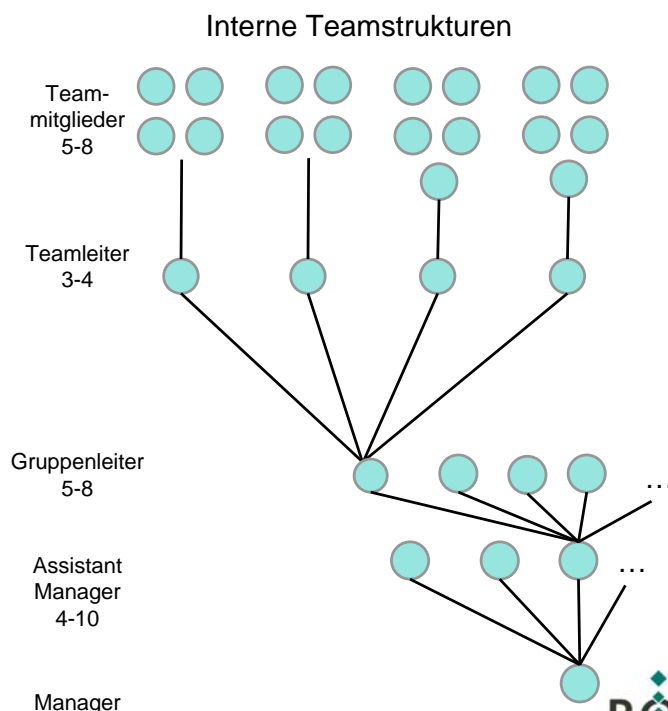 Interne Teamstrukturen
Team-
mitglieder
5-8
Teamleiter
3-4
Gruppenleiter
5-8
...
Assistant
Manager
4-10
...
Manager